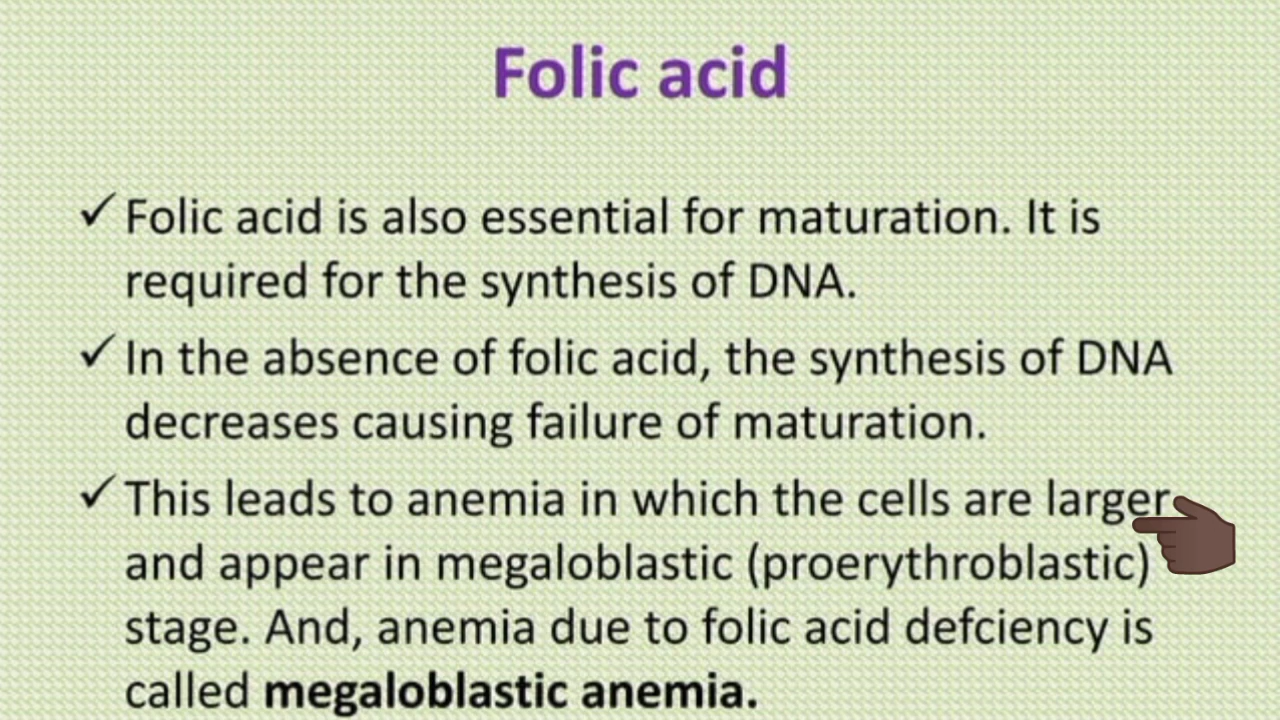 Folic acid
✓ Folic acid is also essential for maturation. It is
required for the synthesis of DNA.
✓ In the absence of folic acid, the synthesis of DNA
decreases causing failure of maturation.
✓ This leads to anemia in which the cells are larger
and appear in megaloblastic (proerythroblastic)
stage. And, anemia due to folic acid defciency is
called megaloblastic anemia.